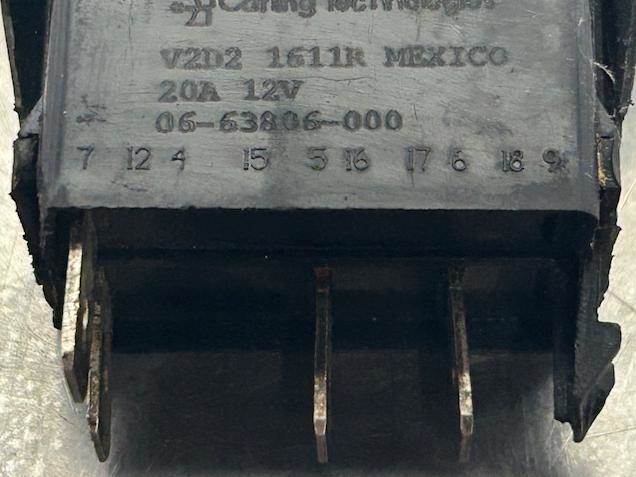 Carling Technologies
V2D2 1611R MEXICO
20A 12V
06-63806-000
7 12 4 15 5 16 17 6 18 9